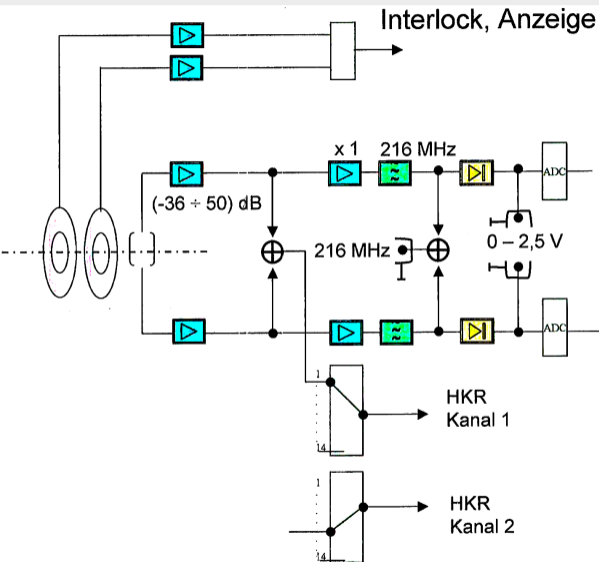 Interlock, Anzeige
x 1 216 MHz
ADC
(-36 ÷ 50) dB
0 – 2,5 V
216 MHz
ADC
1
HKR
Kanal 1
14
1
HKR
Kanal 2
14